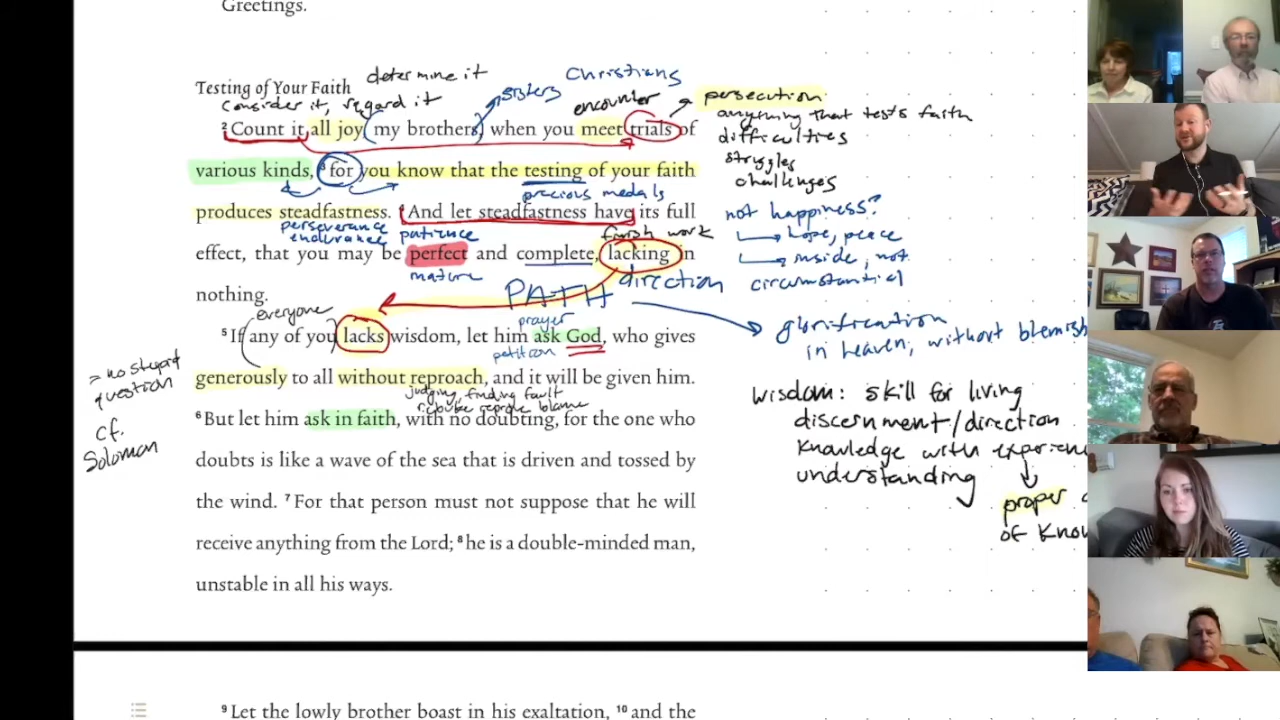 Greetings.
Testing of Your Faith
determine it
consider it, regard it
sisters
Christians
encounter
persecution
²Count it all joy, my brothers, when you meet trials of
anything that tests faith
difficulties
struggles
challenges
various kinds, ³for you know that the testing of your faith
precious medals
produces steadfastness. ⁴And let steadfastness have its full
perseverance
endurance
patience
finish work
not happiness?
hope, peace
inside, not
circumstantial
effect, that you may be perfect and complete, lacking in
mature
direction
nothing.
PATH
everyone
prayer
glorification
in heaven, without blemish
⁵If any of you lacks wisdom, let him ask God, who gives
petition
generously to all without reproach, and it will be given him.
judging, finding fault
rebuke reprove blame
= no stupid
question
cf.
Solomon
⁶But let him ask in faith, with no doubting, for the one who
doubts is like a wave of the sea that is driven and tossed by
the wind. ⁷For that person must not suppose that he will
receive anything from the Lord; ⁸he is a double-minded man,
unstable in all his ways.
wisdom: skill for living
discernment/direction
knowledge with experien
understanding
proper
of know
⁹Let the lowly brother boast in his exaltation, ¹⁰and the